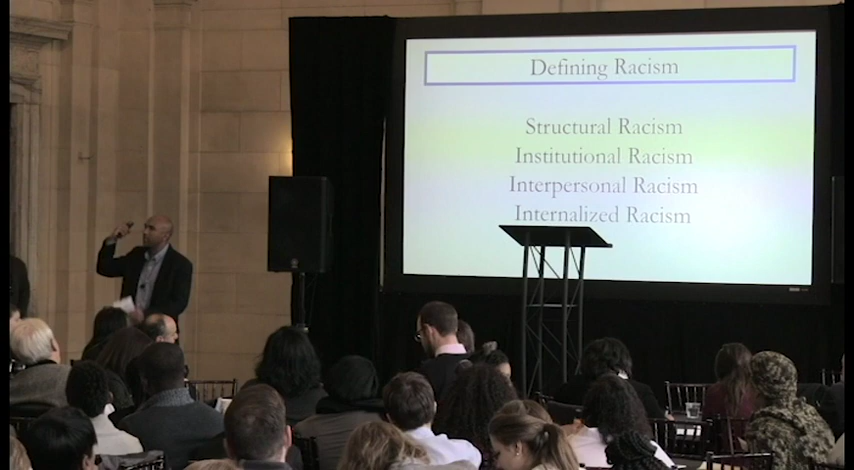 Defining Racism
Structural Racism
Institutional Racism
Interpersonal Racism
Internalized Racism